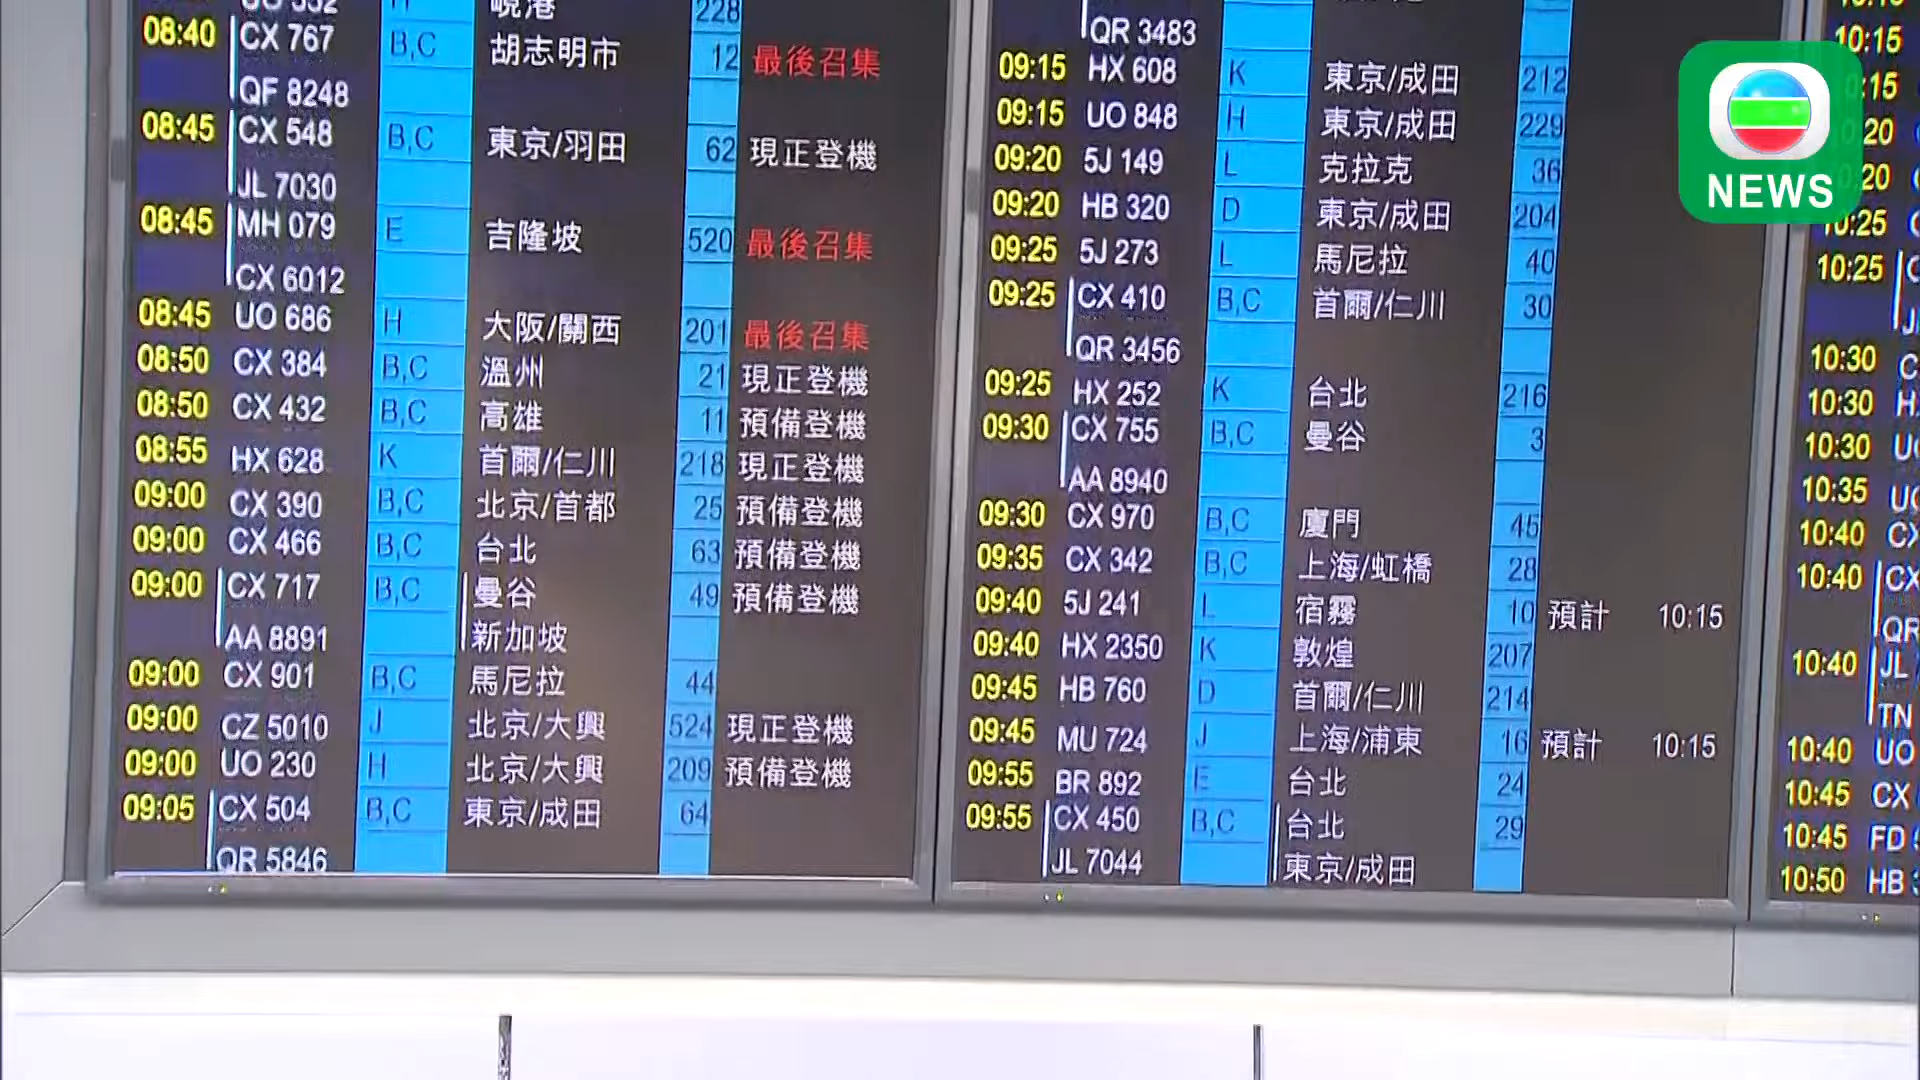 峴港 228
08:40 CX 767 B,C 胡志明市 12 最後召集
QF 8248
08:45 CX 548 B,C 東京/羽田 62 現正登機
JL 7030
08:45 MH 079 E 吉隆坡 520 最後召集
CX 6012
08:45 UO 686 H 大阪/關西 201 最後召集
08:50 CX 384 B,C 溫州 21 現正登機
08:50 CX 432 B,C 高雄 11 預備登機
08:55 HX 628 K 首爾/仁川 218 現正登機
09:00 CX 390 B,C 北京/首都 25 預備登機
09:00 CX 466 B,C 台北 63 預備登機
09:00 CX 717 B,C 曼谷 49 預備登機
AA 8891 新加坡
09:00 CX 901 B,C 馬尼拉 44
09:00 CZ 5010 J 北京/大興 524 現正登機
09:00 UO 230 H 北京/大興 209 預備登機
09:05 CX 504 B,C 東京/成田 64
QR 5846
QR 3483
09:15 HX 608 K 東京/成田 212
09:15 UO 848 H 東京/成田 229
09:20 5J 149 L 克拉克 36
09:20 HB 320 D 東京/成田 204
09:25 5J 273 L 馬尼拉 40
09:25 CX 410 B,C 首爾/仁川 30
QR 3456
09:25 HX 252 K 台北 216
09:30 CX 755 B,C 曼谷 3
AA 8940
09:30 CX 970 B,C 廈門 45
09:35 CX 342 B,C 上海/虹橋 28
09:40 5J 241 L 宿霧 10 預計 10:15
09:40 HX 2350 K 敦煌 207
09:45 HB 760 D 首爾/仁川 214
09:45 MU 724 J 上海/浦東 16 預計 10:15
09:55 BR 892 E 台北 24
09:55 CX 450 B,C 台北 29
JL 7044 東京/成田
10:15
:15
20
:20
10:25
10:25
10:30
10:30
10:30
10:35
10:40 CX
10:40 CX
QR
10:40 JL
TN
10:40 UO
10:45 CX
10:45 FD
10:50 HB
NEWS